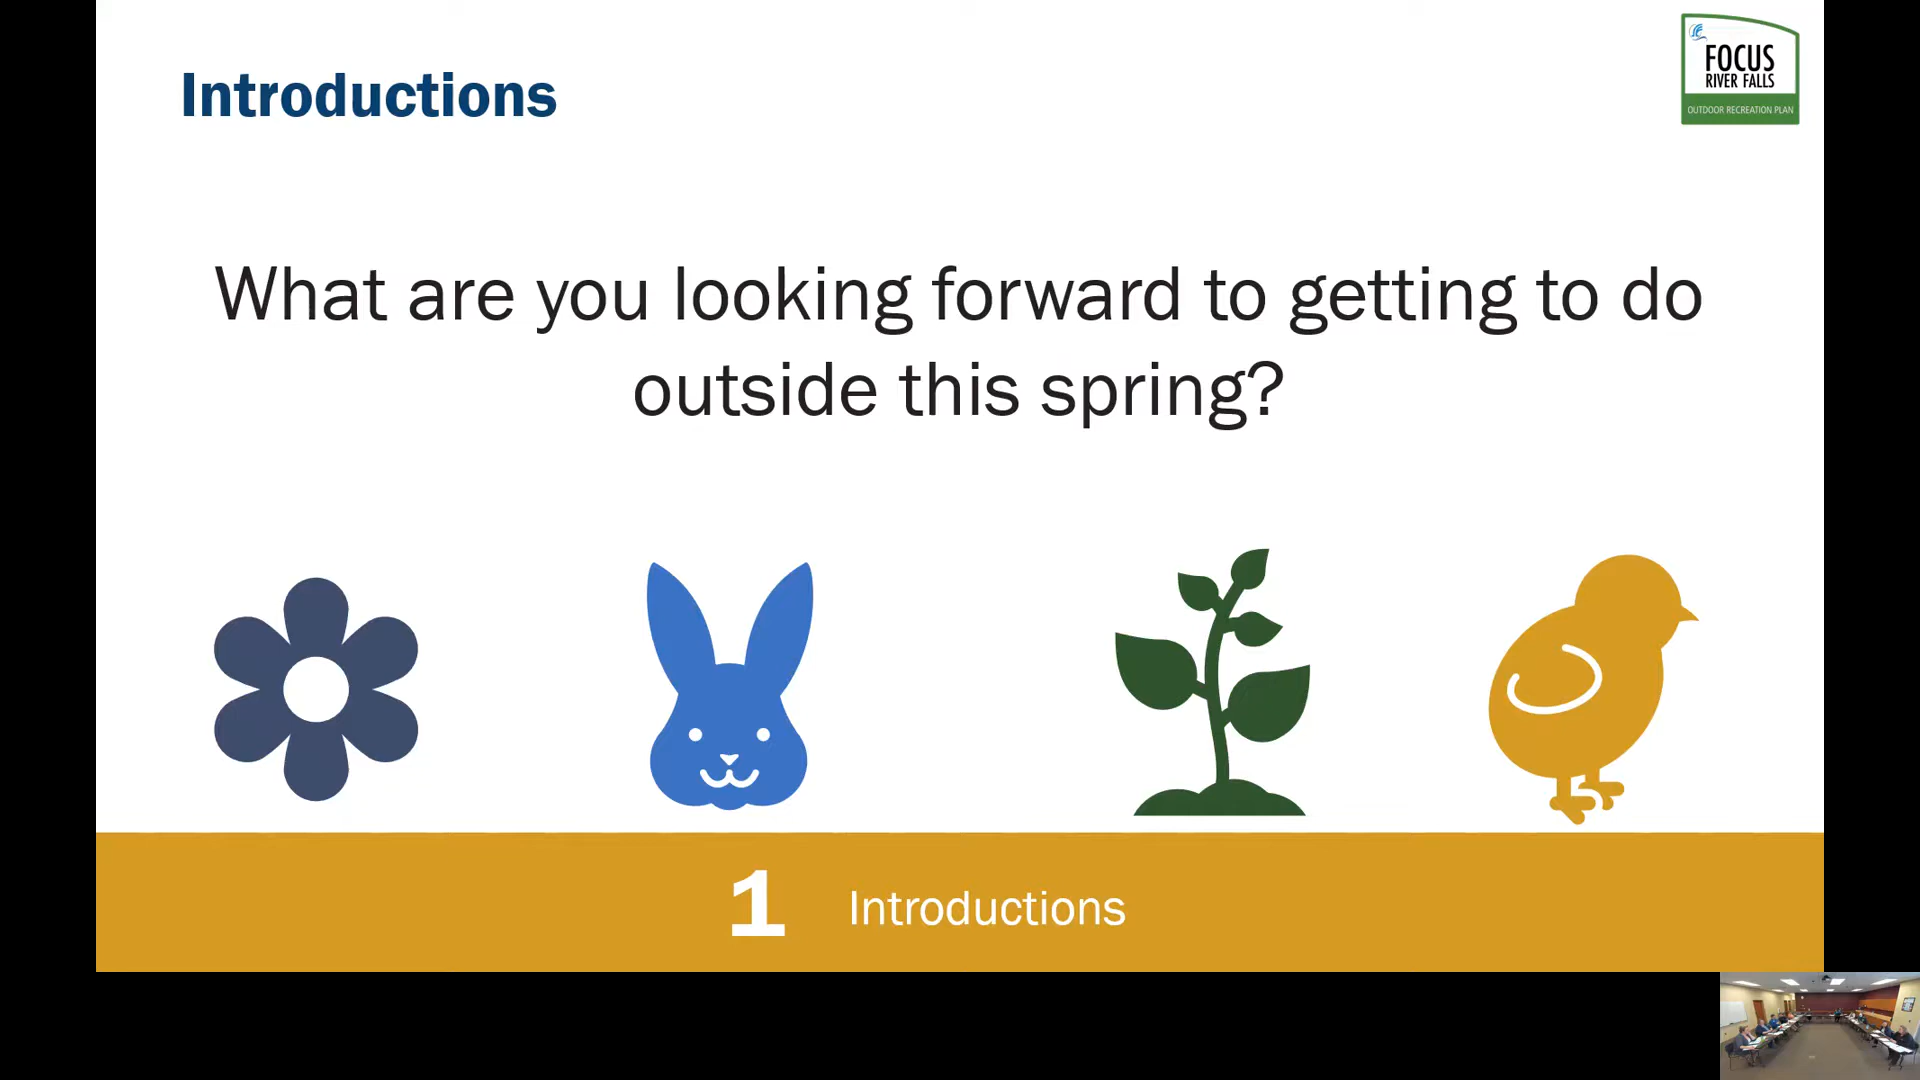 Introductions
FOCUS
RIVER FALLS
OUTDOOR RECREATION PLAN
What are you looking forward to getting to do
outside this spring?
1 Introductions